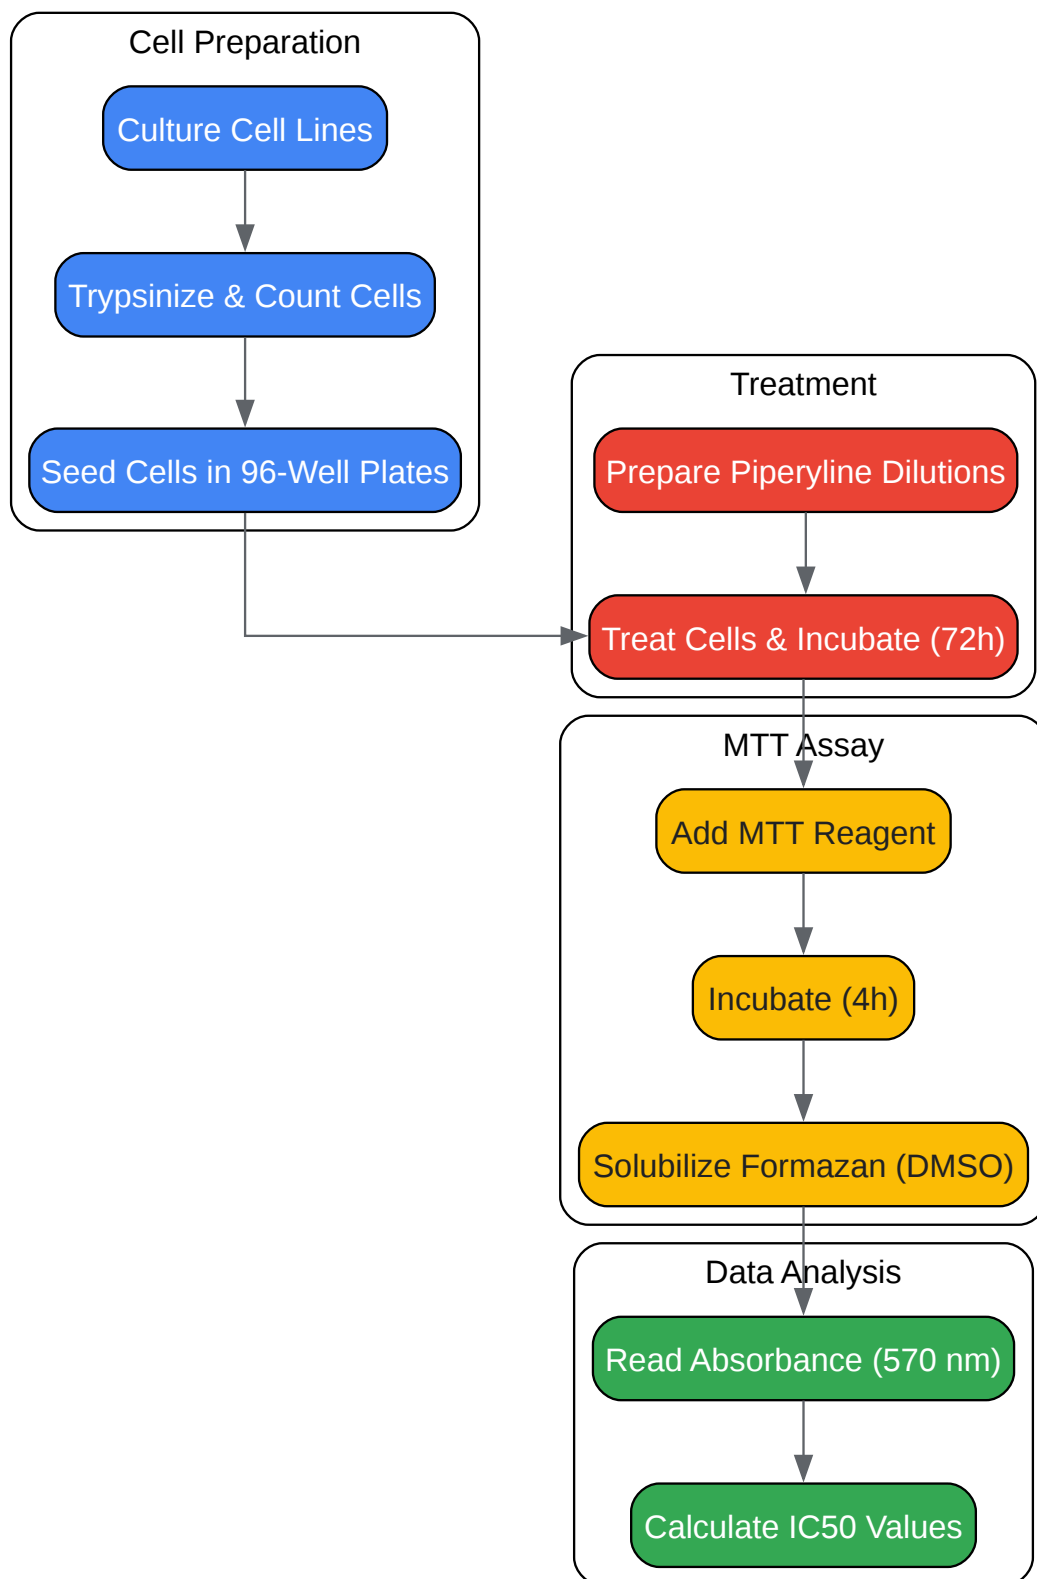 Cell Preparation
Culture Cell Lines
Trypsinize & Count Cells
Seed Cells in 96-Well Plates
Treatment
Prepare Piperyline Dilutions
Treat Cells & Incubate (72h)
MTT Assay
Add MTT Reagent
Incubate (4h)
Solubilize Formazan (DMSO)
Data Analysis
Read Absorbance (570 nm)
Calculate IC50 Values